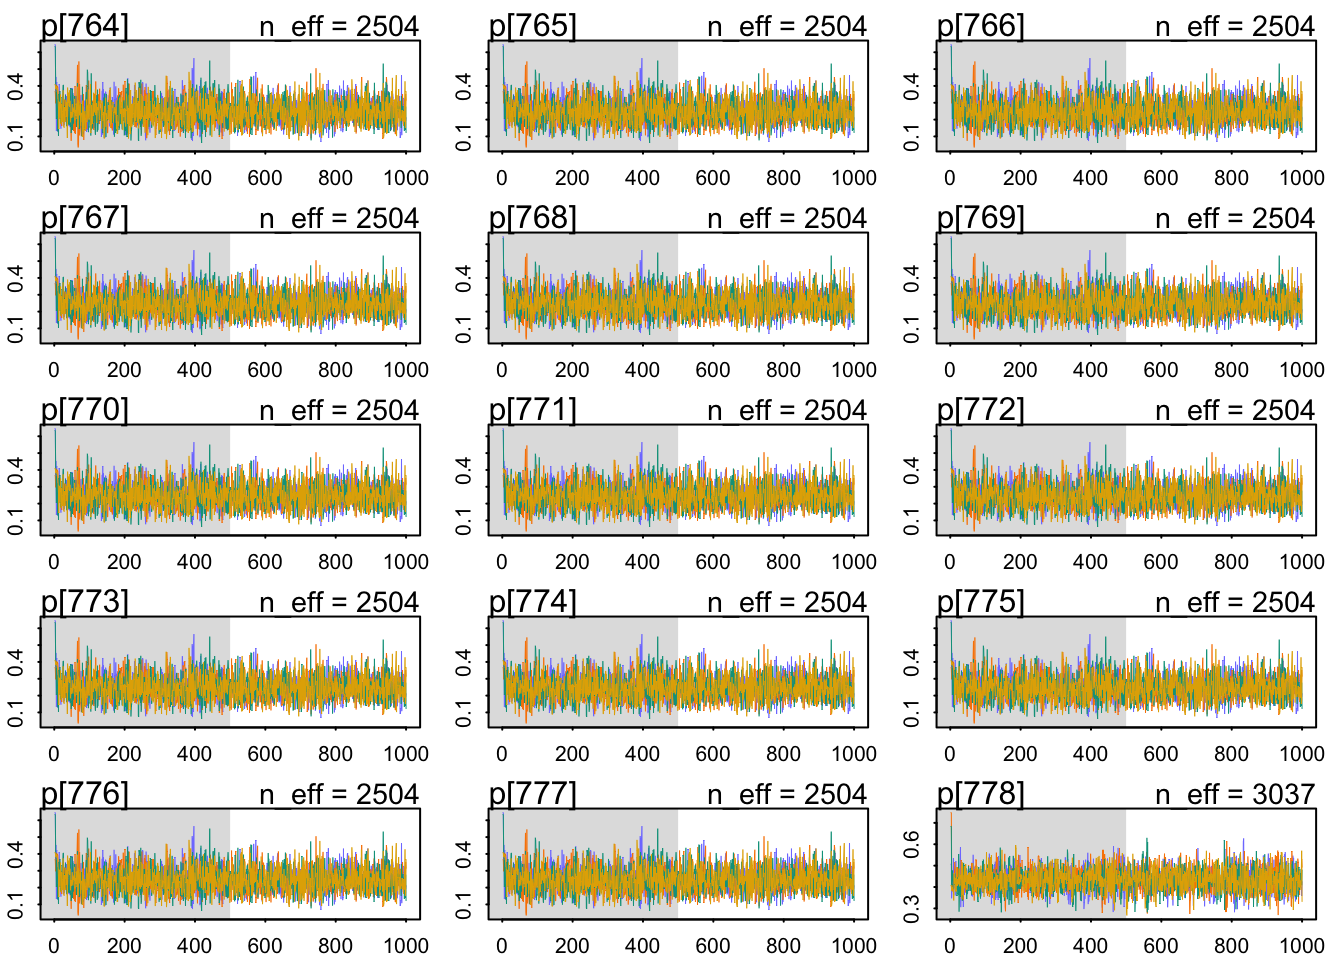 p[764] n_eff = 2504 p[765] n_eff = 2504 p[766] n_eff = 2504
0.1 0.4 0.1 0.4 0.1 0.4
0 200 400 600 800 1000 0 200 400 600 800 1000 0 200 400 600 800 1000
p[767] n_eff = 2504 p[768] n_eff = 2504 p[769] n_eff = 2504
0.1 0.4 0.1 0.4 0.1 0.4
0 200 400 600 800 1000 0 200 400 600 800 1000 0 200 400 600 800 1000
p[770] n_eff = 2504 p[771] n_eff = 2504 p[772] n_eff = 2504
0.1 0.4 0.1 0.4 0.1 0.4
0 200 400 600 800 1000 0 200 400 600 800 1000 0 200 400 600 800 1000
p[773] n_eff = 2504 p[774] n_eff = 2504 p[775] n_eff = 2504
0.1 0.4 0.1 0.4 0.1 0.4
0 200 400 600 800 1000 0 200 400 600 800 1000 0 200 400 600 800 1000
p[776] n_eff = 2504 p[777] n_eff = 2504 p[778] n_eff = 3037
0.1 0.4 0.1 0.4 0.3 0.6
0 200 400 600 800 1000 0 200 400 600 800 1000 0 200 400 600 800 1000